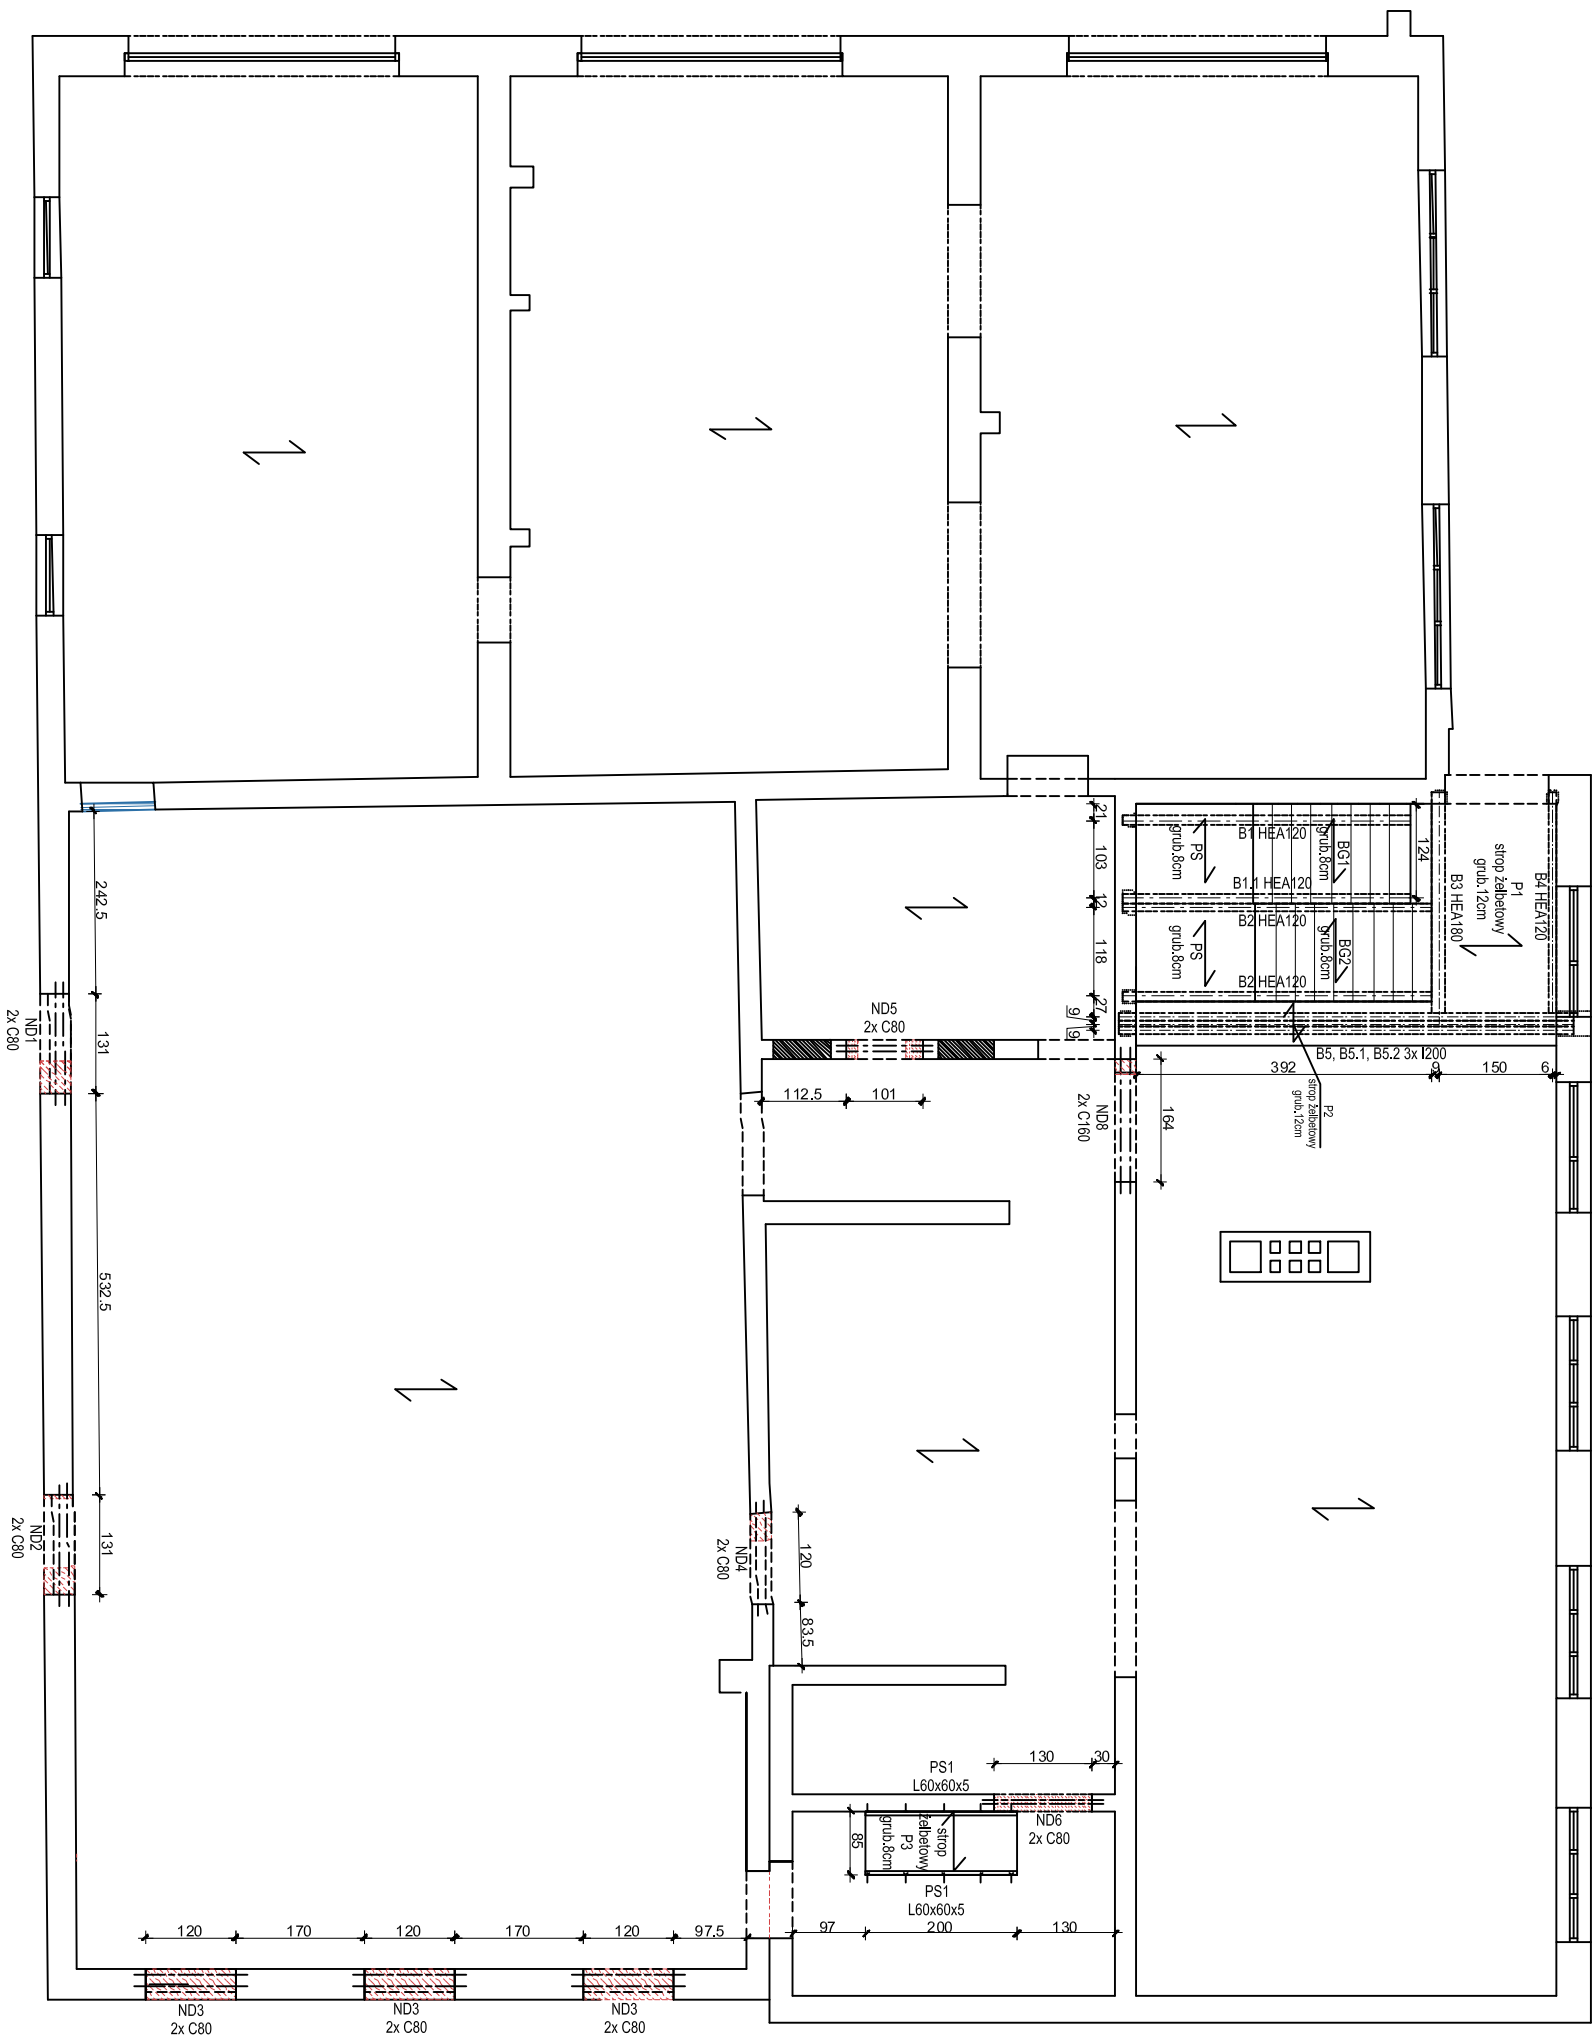 21
103
12
118
27
9
9
B1 HEA120
B1.1 HEA120
B2 HEA120
B2 HEA120
PS
grub.8cm
BG1
grub.8cm
PS
grub.8cm
BG2
grub.8cm
124
P1
strop żelbetowy
grub.12cm
B4 HEA120
B3 HEA180
B5, B5.1, B5.2 3x I200
392
9
150
6
P2
strop żelbetowy
grub.12cm
ND5
2x C80
112.5
101
ND8
2x C160
164
242.5
131
ND1
2x C80
532.5
131
ND2
2x C80
ND4
2x C80
120
83.5
130
30
PS1
L60x60x5
ND6
2x C80
strop
żelbetowy
P3
grub.8cm
85
PS1
L60x60x5
120
170
120
170
120
97.5
97
200
130
ND3
2x C80
ND3
2x C80
ND3
2x C80